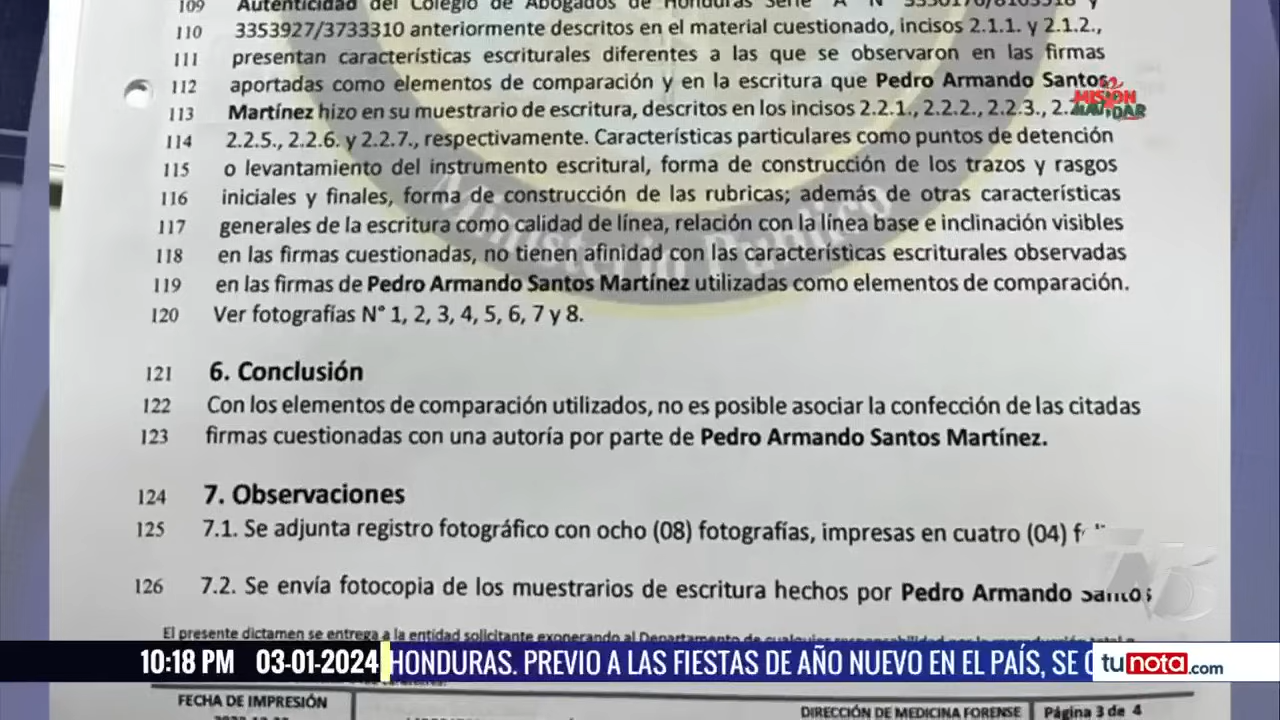 109 Autenticidad del Colegio de Abogados de Honduras Serie "A" N°
110 3353927/3733310 anteriormente descritos en el material cuestionado, incisos 2.1.1. y 2.1.2.,
111 presentan características escriturales diferentes a las que se observaron en las firmas
112 aportadas como elementos de comparación y en la escritura que Pedro Armando Santos
113 Martínez hizo en su muestrario de escritura, descritos en los incisos 2.2.1., 2.2.2., 2.2.3.,
MISIÓN NAVIDAR
114 2.2.5., 2.2.6. y 2.2.7., respectivamente. Características particulares como puntos de detención
115 o levantamiento del instrumento escritural, forma de construcción de los trazos y rasgos
116 iniciales y finales, forma de construcción de las rubricas; además de otras características
117 generales de la escritura como calidad de línea, relación con la línea base e inclinación visibles
118 en las firmas cuestionadas, no tienen afinidad con las características escriturales observadas
119 en las firmas de Pedro Armando Santos Martínez utilizadas como elementos de comparación.
120 Ver fotografías N° 1, 2, 3, 4, 5, 6, 7 y 8.
Ministerio Público
121 6. Conclusión
122 Con los elementos de comparación utilizados, no es posible asociar la confección de las citadas
123 firmas cuestionadas con una autoría por parte de Pedro Armando Santos Martínez.
124 7. Observaciones
125 7.1. Se adjunta registro fotográfico con ocho (08) fotografías, impresas en cuatro (04)
126 7.2. Se envía fotocopia de los muestrarios de escritura hechos por Pedro Armando Santos
El presente dictamen se entrega a la entidad solicitante exonerando al Departamento de
10:18 PM 03-01-2024 HONDURAS. PREVIO A LAS FIESTAS DE AÑO NUEVO EN EL PAÍS, SE
tunota.com
FECHA DE IMPRESIÓN
DIRECCIÓN DE MEDICINA FORENSE Página 3 de 4